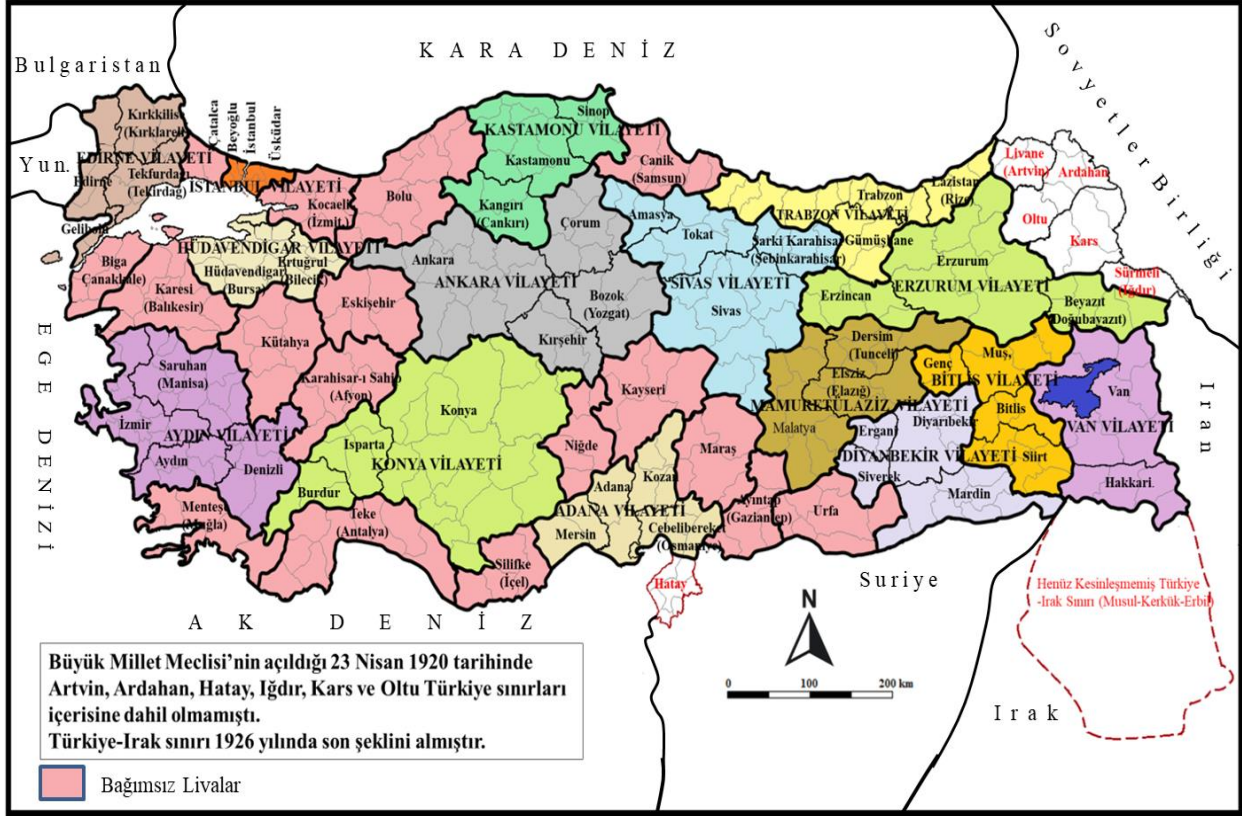 KARA DENİZ
Sovyetler Birliği
Bulgaristan
Yun.
EGE DENİZİ
AK DENİZ
Suriye
Irak
Iran
Kırkkilise
(Kırklareli)
EDİRNE VİLAYETİ
Edirne
Tekfurdağı
(Tekirdag)
Gelibolu
Çatalca
Beyoğlu
İstanbul
Üsküdar
İSTANBUL VİLAYETİ
Kocaeli
(İzmit.)
Bolu
KASTAMONU VİLAYETİ
Sinop
Kastamonu
Kangırı
(Cankırı)
Canik
(Samsun)
Çorum
Amasya
Tokat
Şarki Karahisar
(Sebinkarahisar)
SİVAS VİLAYETİ
Sivas
Trabzon
TRABZON VİLAYETİ
Lazistan
(Rize)
Gümüşhane
Livane
(Artvin)
Ardahan
Oltu
Kars
Sürmeli
(Iğdır)
Erzurum
ERZURUM VİLAYETİ
Erzincan
Beyazıt
(Doğubavazıt)
HÜDAVENDİGAR VİLAYETİ
Hüdavendigar
(Bursa)
Ertuğrul
(Bilecik)
Biga
Çanakkale)
Karesi
(Balıkesir)
Eskişehir
Kütahya
Ankara
ANKARA VİLAYETİ
Bozok
(Yozgat)
Kırşehir
Saruhan
(Manisa)
İzmir
AYDIN VİLAYETİ
Aydın
Denizli
Karahisar-ı Sahip
(Afyon)
Isparta
Burdur
Konya
KONYA VİLAYETİ
Menteşe
(Muğla)
Teke
(Antalya)
Silifke
(İçel)
Niğde
Kayseri
Maraş
Adana
Kozan
ADANA VİLAYETİ
Mersin
Cebelibereket
(Osmaniye)
Ayıntap
(Gaziantep)
Urfa
Hatay
Dersim
(Tunceli)
Elsziz
(Elazığ)
MAMURETÜLAZİZ VİLAYETİ
Malatya
Genç
Muş,
BİTLİS VİLAYETİ
Bitlis
Siirt
Ergani
Diyarıbekir
DİYANBEKİR VİLAYETİ
Siverek
Mardin
Van
VAN VİLAYETİ
Hakkari.
Henüz Kesinleşmemiş Türkiye
-Irak Sınırı (Musul-Kerkük-Erbil)
N
0 100 200 km
Büyük Millet Meclisi’nin açıldığı 23 Nisan 1920 tarihinde
Artvin, Ardahan, Hatay, Iğdır, Kars ve Oltu Türkiye sınırları
içerisine dahil olmamıştı.
Türkiye-Irak sınırı 1926 yılında son şeklini almıştır.
Bağımsız Livalar